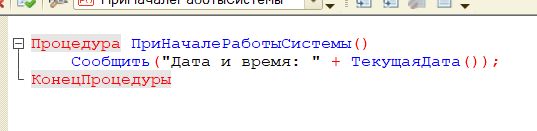 ПриНачалеРаботыСистемы
Процедура ПриНачалеРаботыСистемы()
Сообщить("Дата и время: " + ТекущаяДата());
КонецПроцедуры